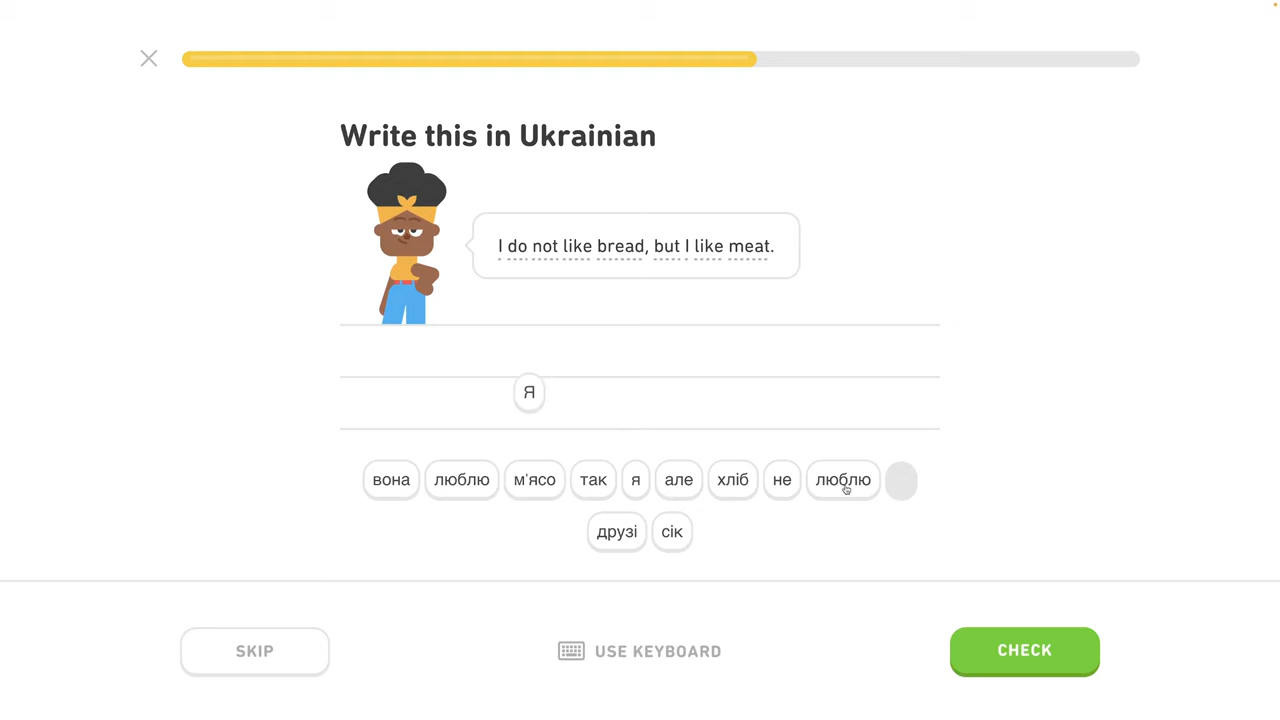 Write this in Ukrainian
I do not like bread, but I like meat.
Я
вона люблю м'ясо так я але хліб не люблю
друзі сік
SKIP USE KEYBOARD CHECK